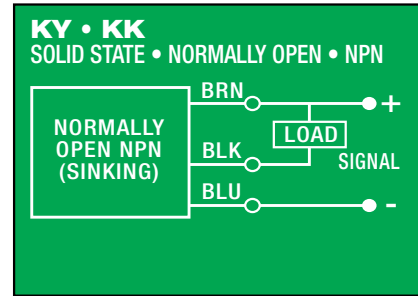 KY • KK
SOLID STATE • NORMALLY OPEN • NPN
BRN
+
NORMALLY
OPEN NPN
(SINKING)
LOAD
BLK
SIGNAL
BLU
-